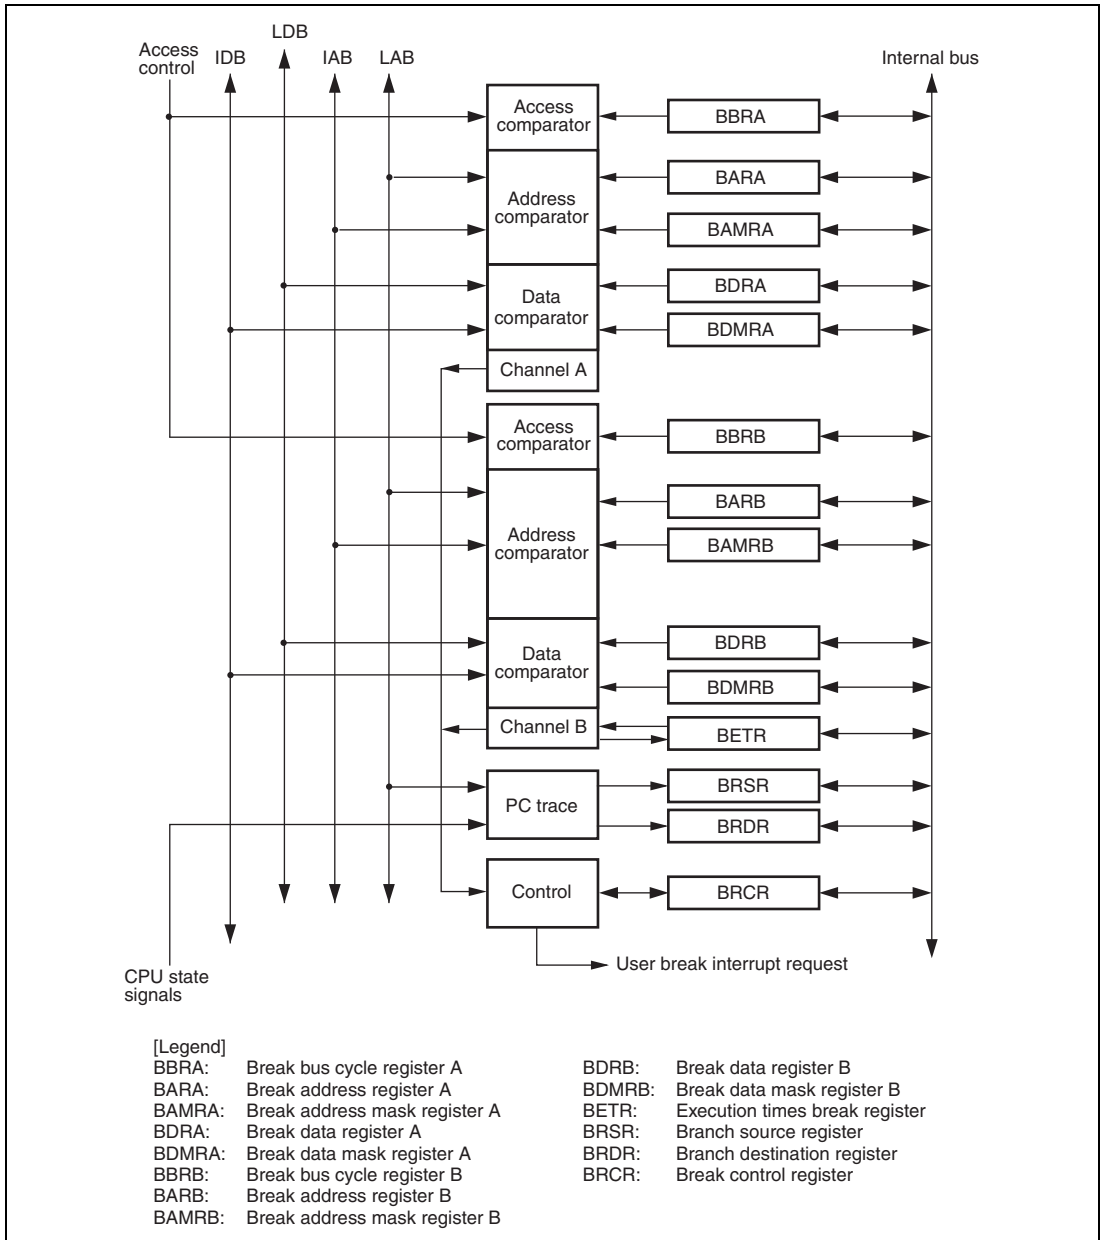 LDB
Access
control
IDB
IAB
LAB
Internal bus
Access
comparator
BBRA
BARA
Address
comparator
BAMRA
BDRA
Data
comparator
BDMRA
Channel A
Access
comparator
BBRB
BARB
Address
comparator
BAMRB
BDRB
Data
comparator
BDMRB
Channel B
BETR
BRSR
PC trace
BRDR
Control
BRCR
User break interrupt request
CPU state
signals
[Legend]
BBRA: Break bus cycle register A
BARA: Break address register A
BAMRA: Break address mask register A
BDRA: Break data register A
BDMRA: Break data mask register A
BBRB: Break bus cycle register B
BARB: Break address register B
BAMRB: Break address mask register B
BDRB: Break data register B
BDMRB: Break data mask register B
BETR: Execution times break register
BRSR: Branch source register
BRDR: Branch destination register
BRCR: Break control register